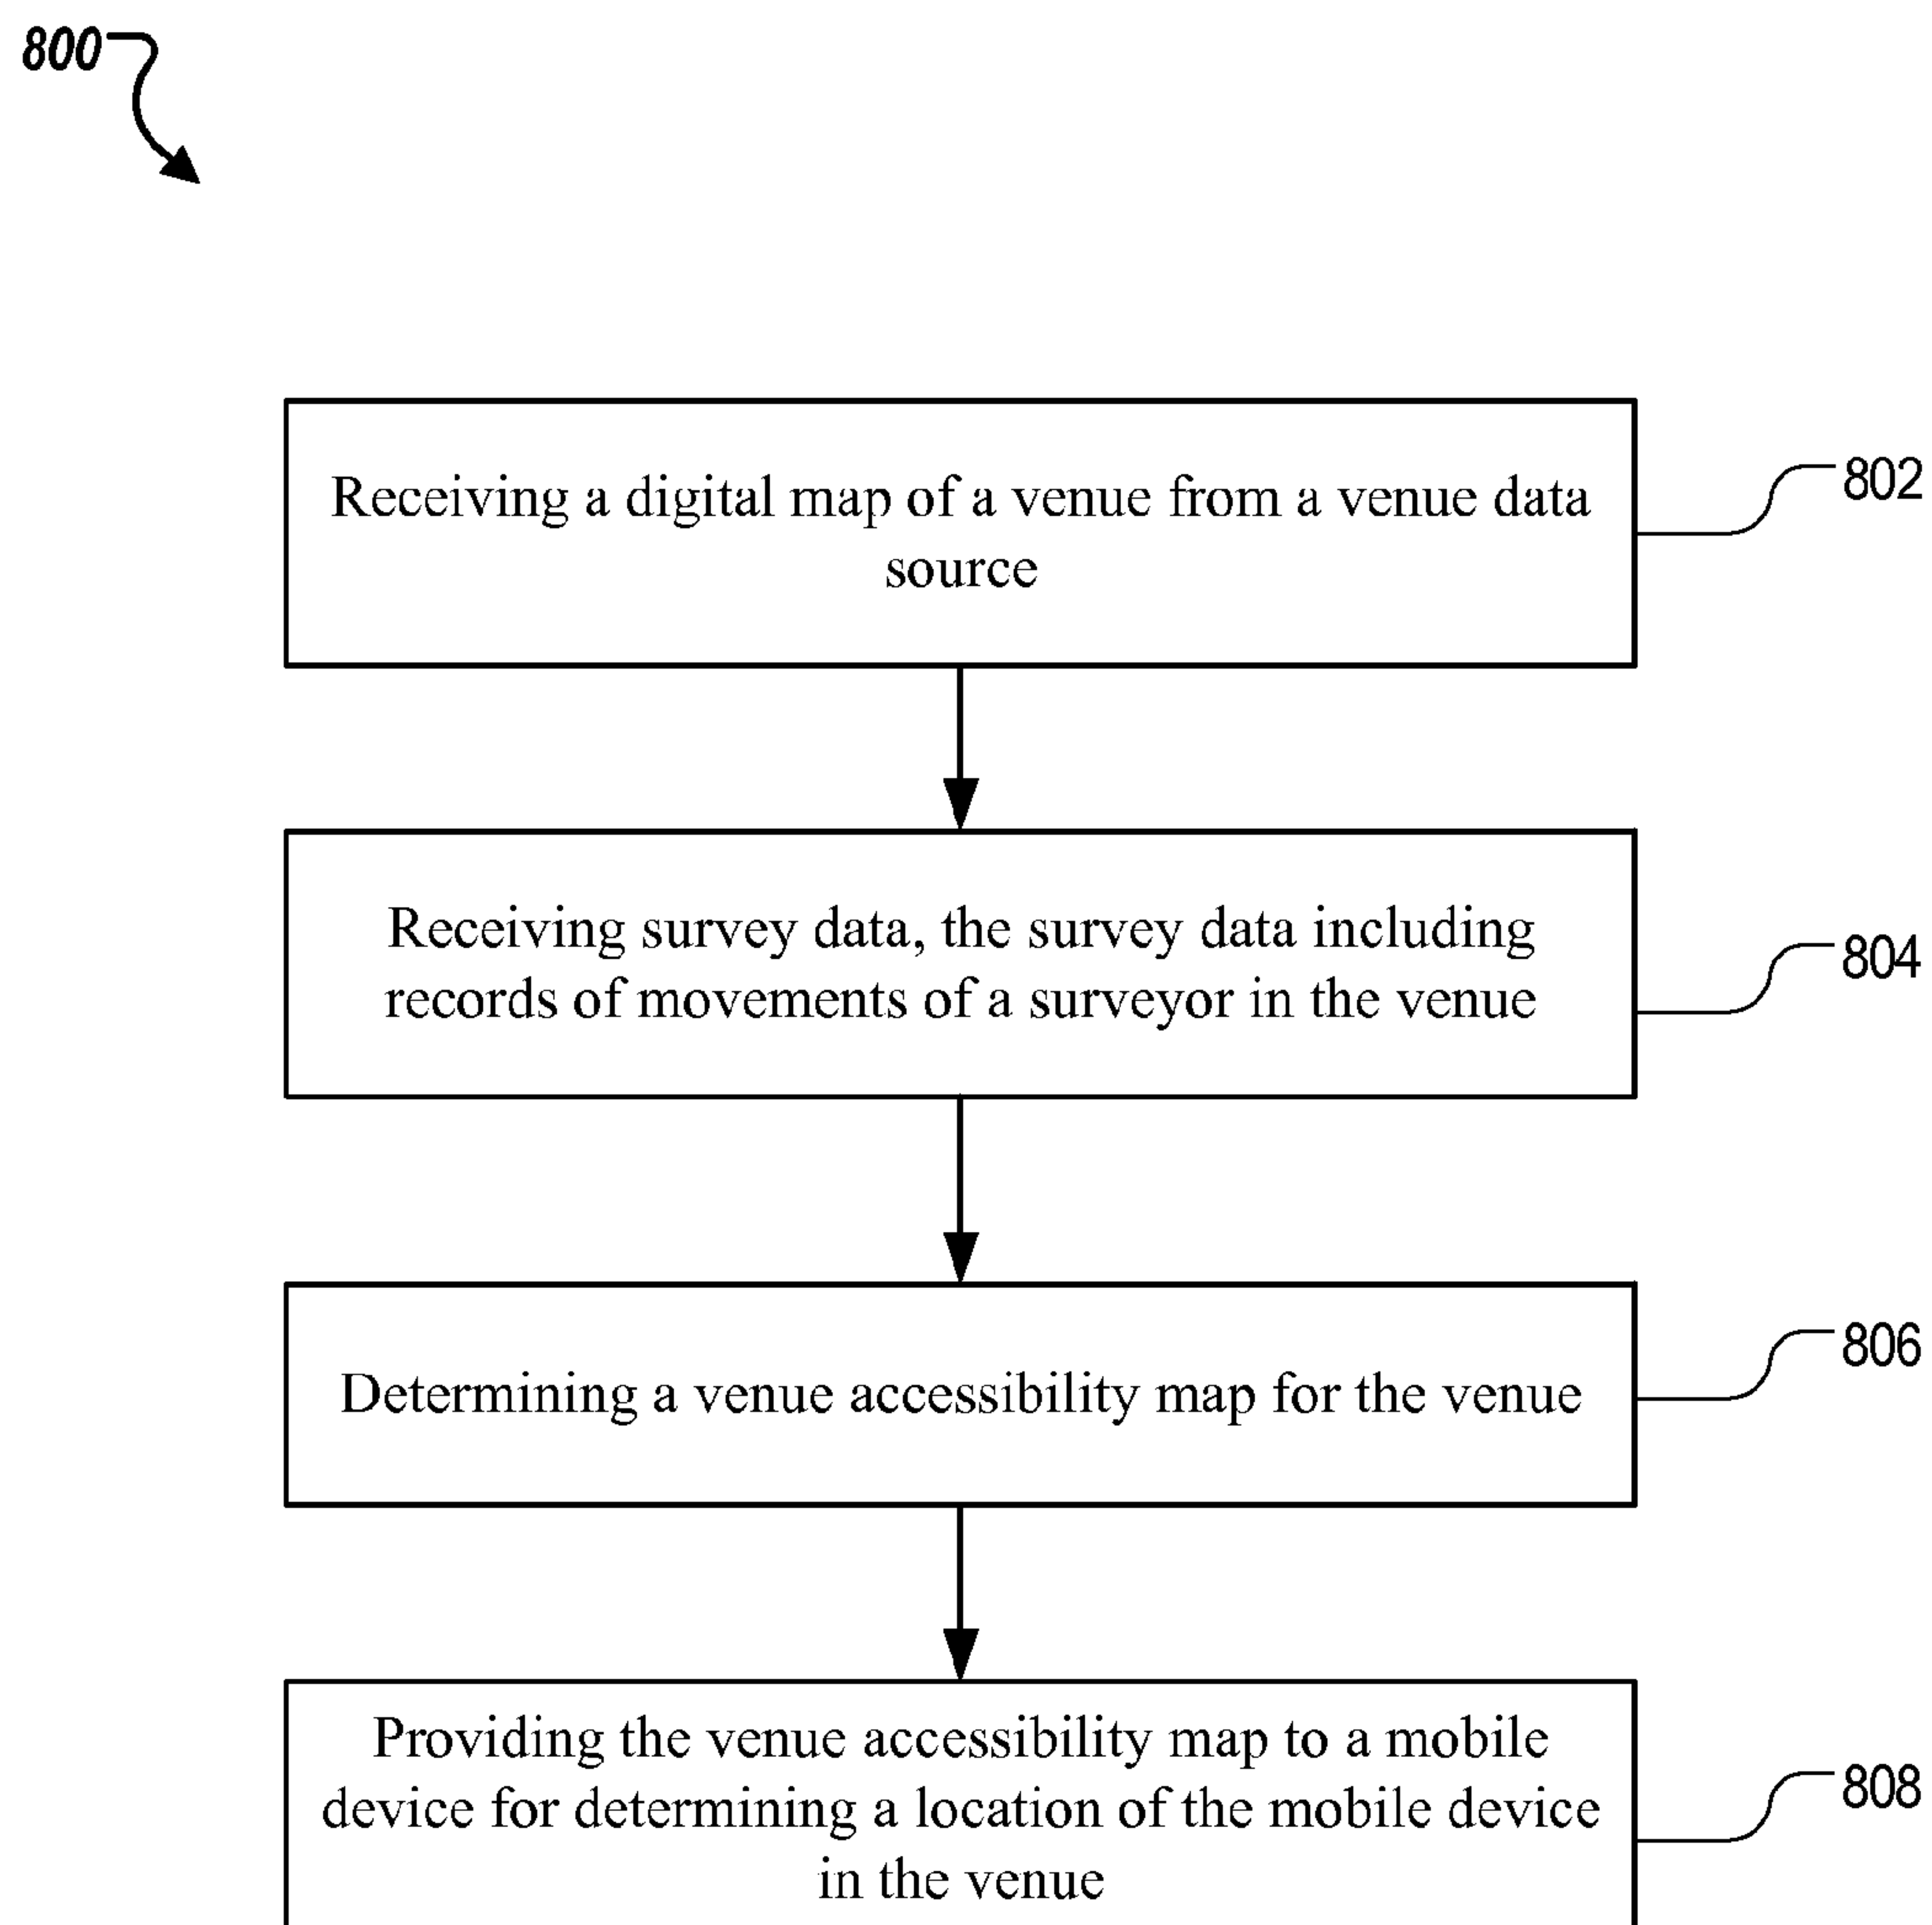 800
Receiving a digital map of a venue from a venue data
source
802
Receiving survey data, the survey data including
records of movements of a surveyor in the venue
804
Determining a venue accessibility map for the venue
806
Providing the venue accessibility map to a mobile
device for determining a location of the mobile device
in the venue
808